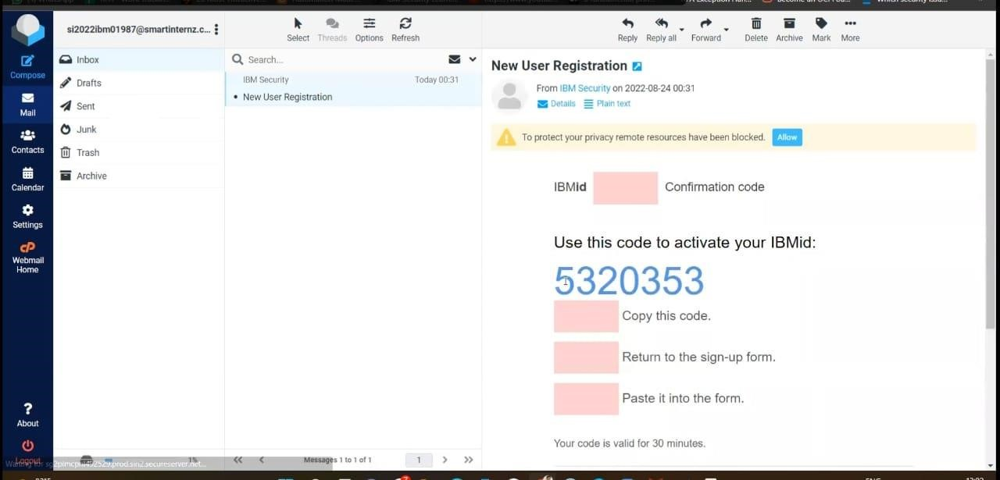 si2022ibm01987@smartinternz.c...
Compose
Mail
Contacts
Calendar
Settings
Webmail
Home
About
Logout
Inbox
Drafts
Sent
Junk
Trash
Archive
Select
Threads
Options
Refresh
Search...
IBM Security
Today 00:31
New User Registration
Messages 1 to 1 of 1
1
Reply
Reply all
Forward
Delete
Archive
Mark
More
New User Registration
From IBM Security on 2022-08-24 00:31
Details
Plain text
To protect your privacy remote resources have been blocked.
Allow
IBMid
Confirmation code
Use this code to activate your IBMid:
5320353
Copy this code.
Return to the sign-up form.
Paste it into the form.
Your code is valid for 30 minutes.